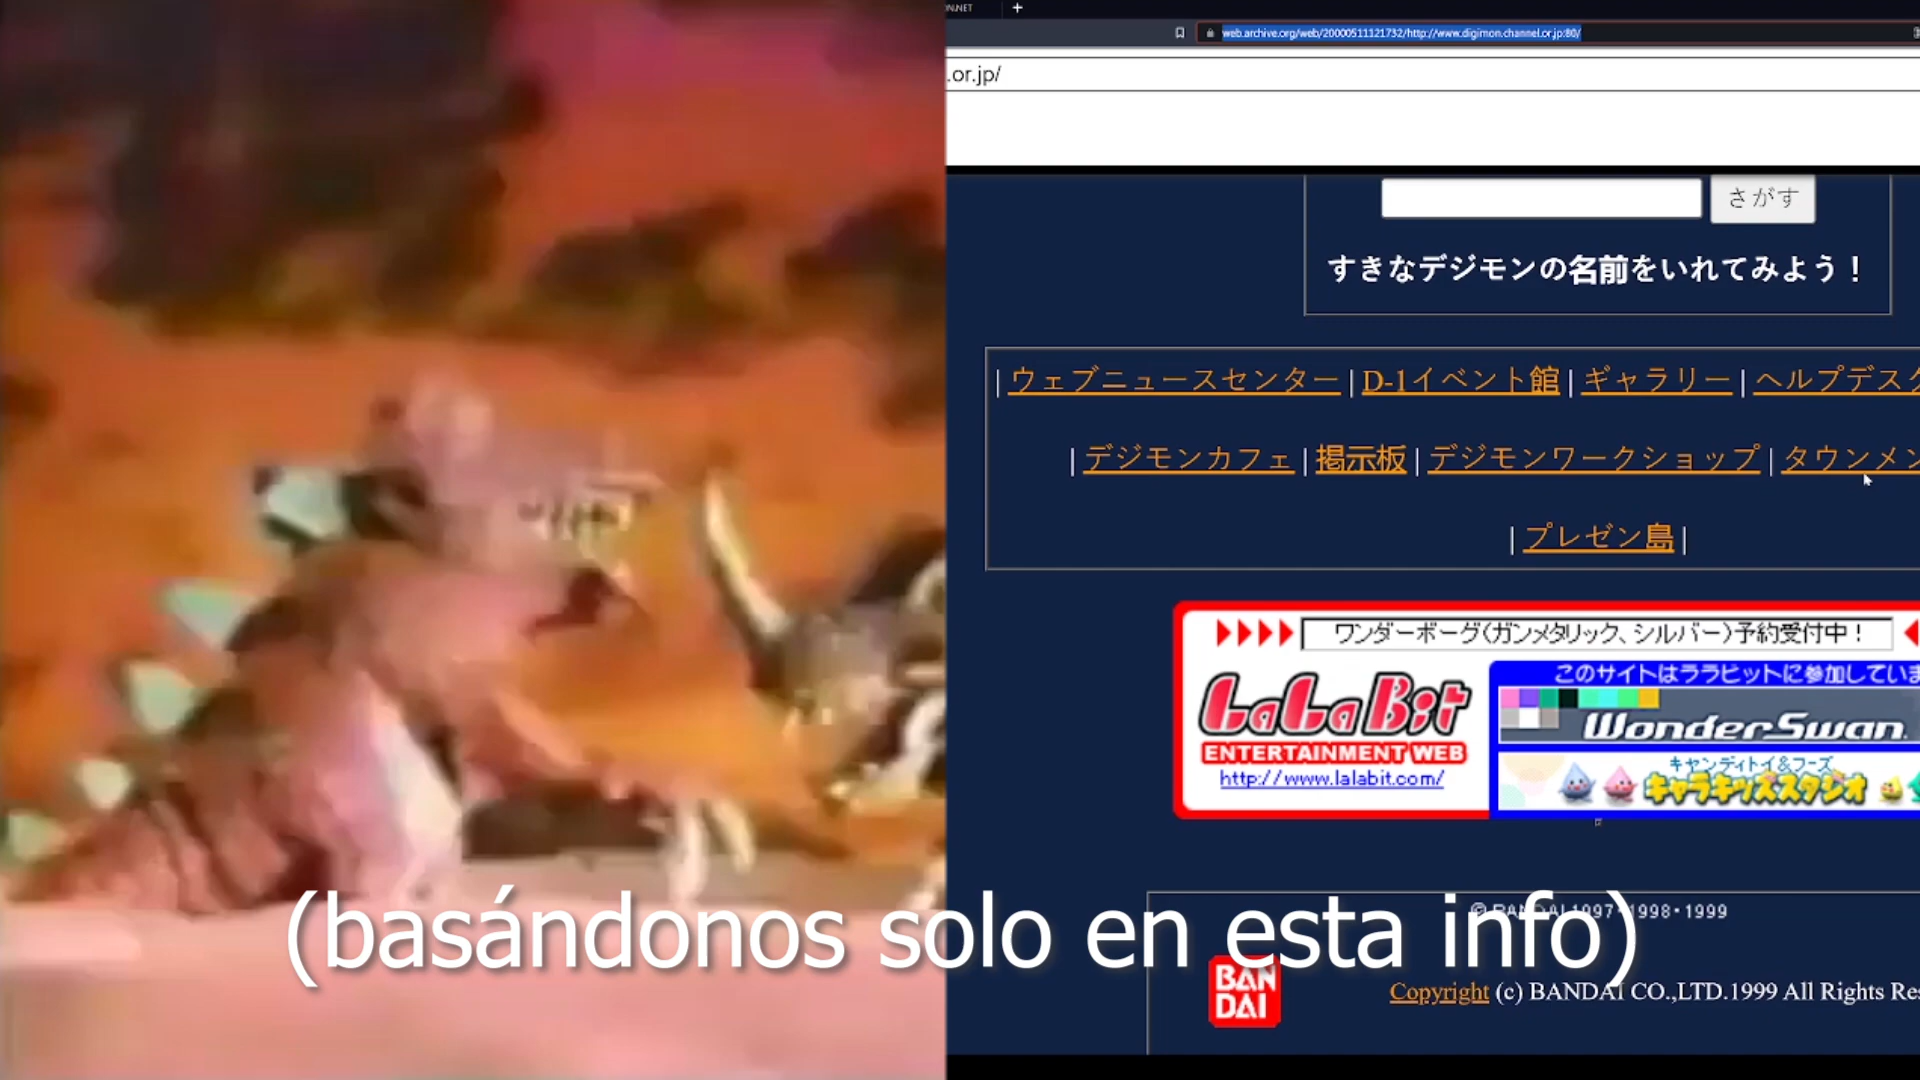 ON.NET
web.archive.org/web/20000511121732/http://www.digimon.channel.or.jp:80/
.or.jp/
さがす
すきなデジモンの名前をいれてみよう！
|ウェブニュースセンター|D-1イベント館|ギャラリー|ヘルプデスク
|デジモンカフェ|掲示板|デジモンワークショップ|タウンメン
|プレゼン島|
ワンダーボーグ(ガンメタリック、シルバー)予約受付中！
LaLaBit
ENTERTAINMENT WEB
http://www.lalabit.com/
このサイトはララビットに参加していま
WonderSwan.
キャンディトイ&フーズ
キャラキッズスタジオ
© BANDAI 1997・1998・1999
(basándonos solo en esta info)
BAN
DAI
Copyright (c) BANDAI CO.,LTD.1999 All Rights Res